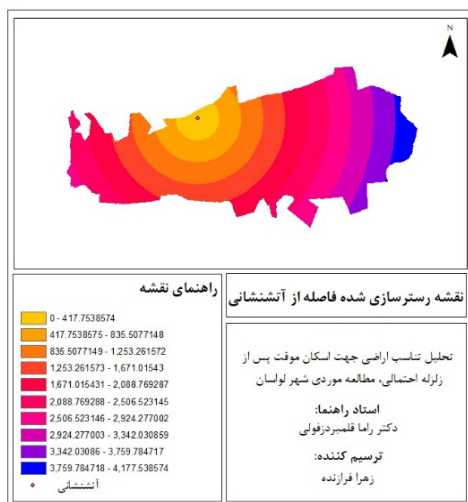 N
نقشه رسترسازی شده فاصله از آتشنشانی
راهنمای نقشه
0 - 417.7538574
417.7538575 - 835.5077148
835.5077149 - 1,253.261572
1,253.261573 - 1,671.01543
1,671.015431 - 2,088.769287
2,088.769288 - 2,506.523145
2,506.523146 - 2,924.277002
2,924.277003 - 3,342.030859
3,342.03086 - 3,759.784717
3,759.784718 - 4,177.538574
آتشنشانی
تحلیل تناسب اراضی جهت اسکان موقت پس از
زلزله احتمالی، مطالعه موردی شهر لواسان
استاد راهنما:
دکتر راما قلمبردزفولی
ترسیم کننده:
زهرا فرازنده